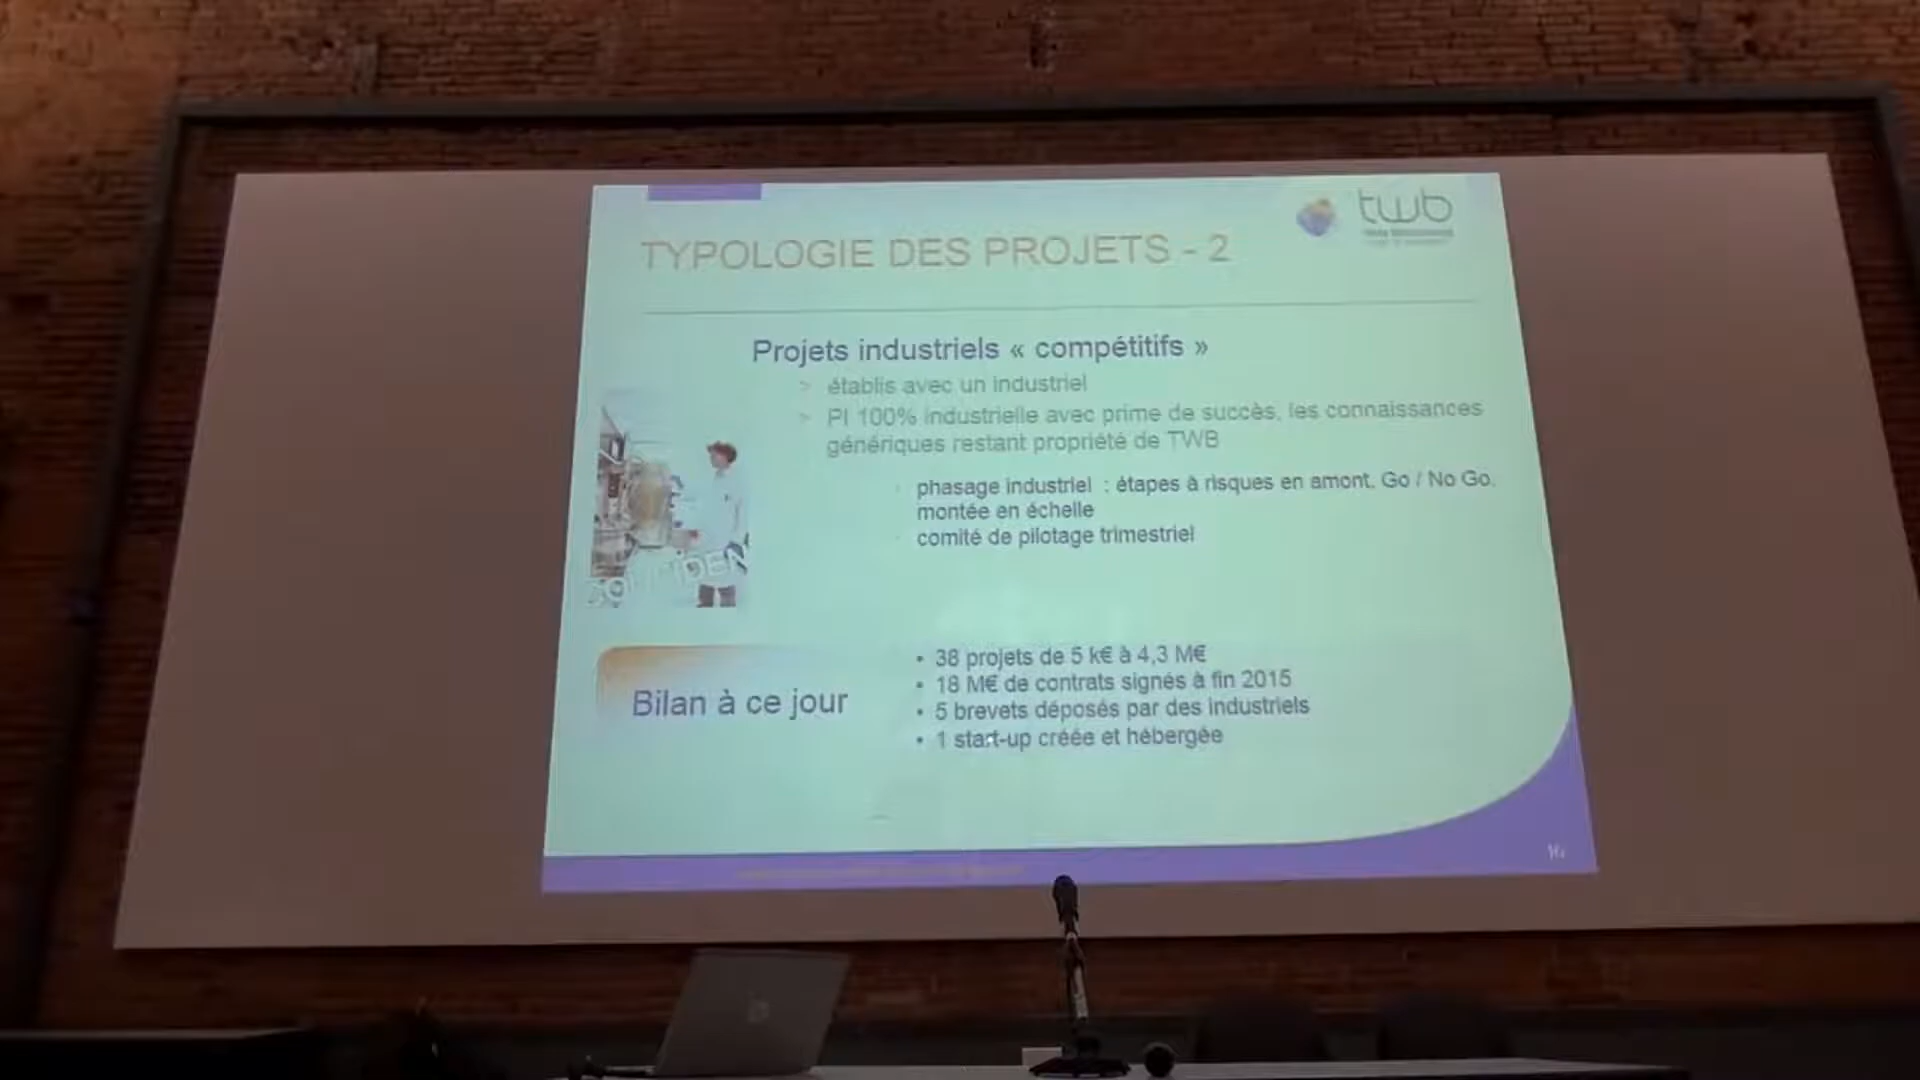 twb
TYPOLOGIE DES PROJETS - 2
Projets industriels « compétitifs »
> établis avec un industriel
> PI 100% industrielle avec prime de succès, les connaissances
génériques restant propriété de TWB
phasage industriel : étapes à risques en amont, Go / No Go,
montée en échelle
comité de pilotage trimestriel
Bilan à ce jour
• 38 projets de 5 k€ à 4,3 M€
• 18 M€ de contrats signés à fin 2015
• 5 brevets déposés par des industriels
• 1 start-up créée et hébergée